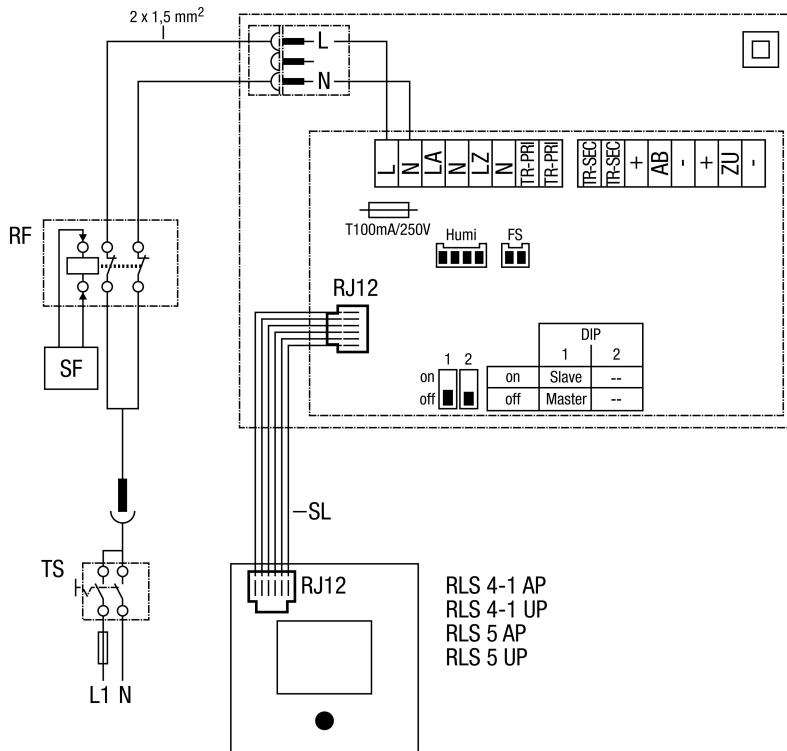 2 x 1,5 mm²
L
N
L N LA N LZ N TR-PRI TR-PRI TR-SEC TR-SEC + AB - + ZU -
T100mA/250V
Humi FS
RF
SF
RJ12
DIP
1 2
1 2
on on Slave --
off off Master --
SL
TS
RJ12
L1 N
RLS 4-1 AP
RLS 4-1 UP
RLS 5 AP
RLS 5 UP